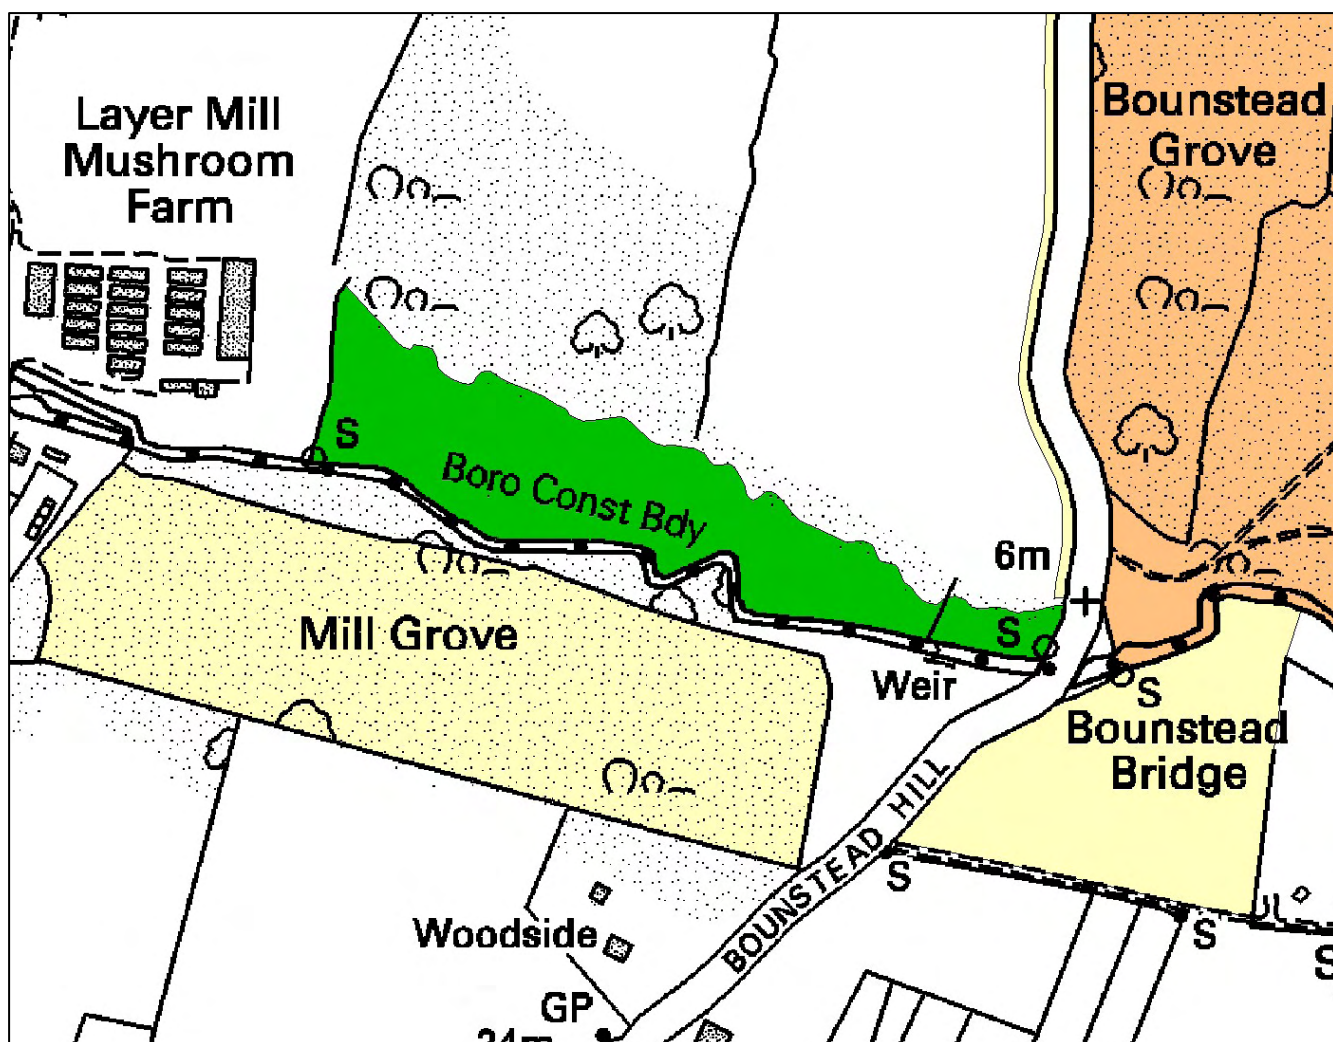 Layer Mill
Mushroom
Farm
Bounstead
Grove
S
Boro Const Bdy
6m
Mill Grove
S
Weir
S
Bounstead
Bridge
BOUNSTEAD HILL
S
Woodside
S
S
GP